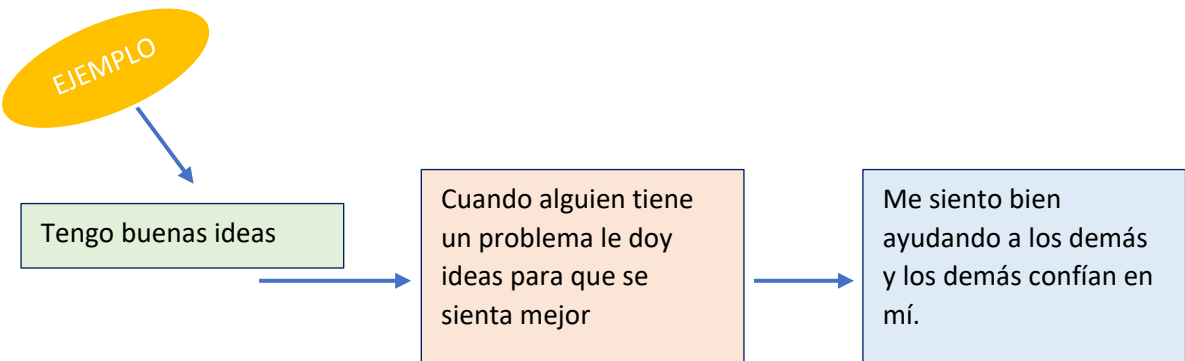 EJEMPLO
Tengo buenas ideas
Cuando alguien tiene
un problema le doy
ideas para que se
sienta mejor
Me siento bien
ayudando a los demás
y los demás confían en
mí.